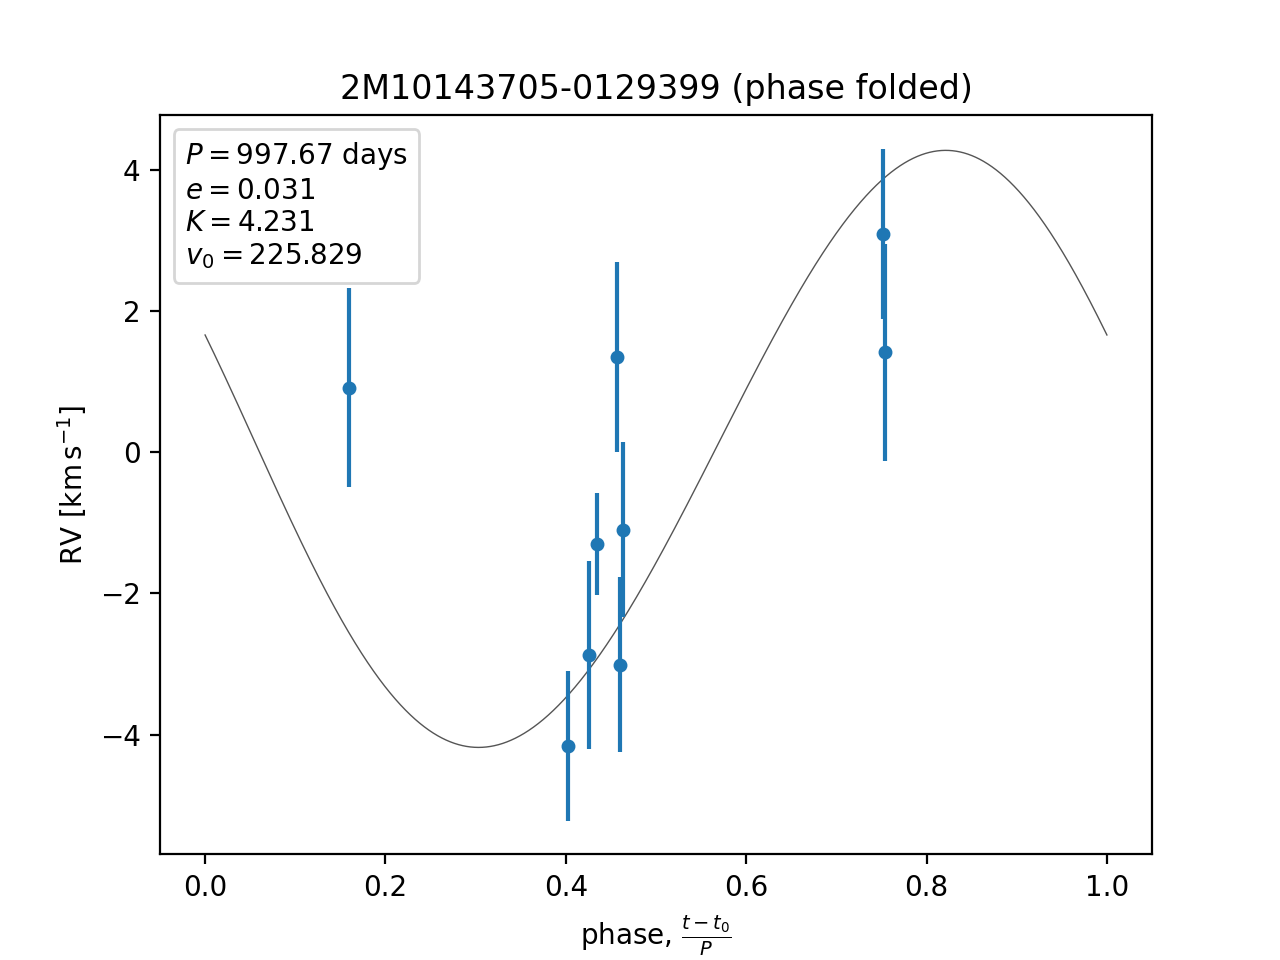 2M10143705-0129399 (phase folded)
P = 997.67 days
e = 0.031
K = 4.231
v₀ = 225.829
4
2
0
−2
−4
RV [km s⁻¹]
0.0 0.2 0.4 0.6 0.8 1.0
phase, (t − t₀)/P